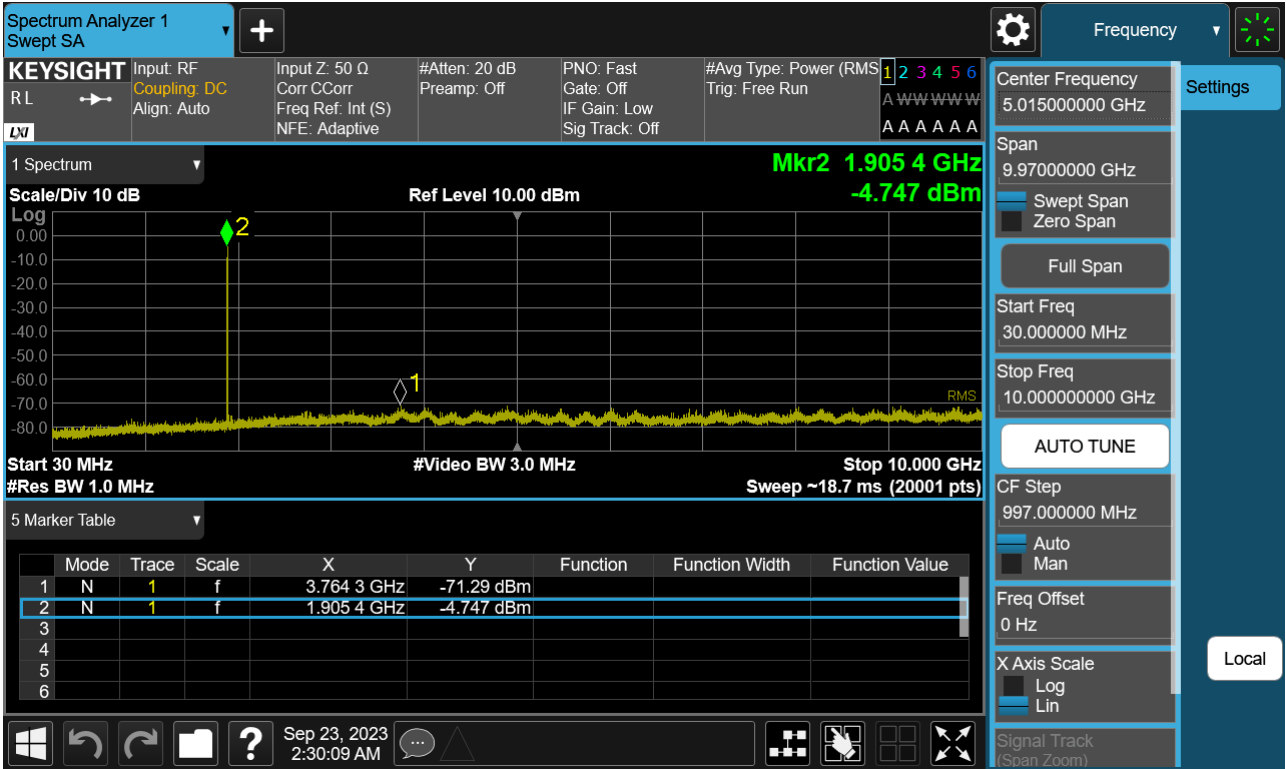 Spectrum Analyzer 1
Swept SA
+
Frequency
KEYSIGHT
R L
LXI
Input: RF
Coupling: DC
Align: Auto
Input Z: 50 Ω
Corr CCorr
Freq Ref: Int (S)
NFE: Adaptive
#Atten: 20 dB
Preamp: Off
PNO: Fast
Gate: Off
IF Gain: Low
Sig Track: Off
#Avg Type: Power (RMS
Trig: Free Run
1 2 3 4 5 6
A W W W W W
A A A A A A
1 Spectrum
Mkr2 1.905 4 GHz
-4.747 dBm
Scale/Div 10 dB
Ref Level 10.00 dBm
Log
0.00
-10.0
-20.0
-30.0
-40.0
-50.0
-60.0
-70.0
-80.0
2
1
RMS
Start 30 MHz
#Video BW 3.0 MHz
Stop 10.000 GHz
#Res BW 1.0 MHz
Sweep ~18.7 ms (20001 pts)
5 Marker Table
Mode Trace Scale X Y Function Function Width Function Value
1 N 1 f 3.764 3 GHz -71.29 dBm
2 N 1 f 1.905 4 GHz -4.747 dBm
3
4
5
6
?
Sep 23, 2023
2:30:09 AM
Center Frequency
5.015000000 GHz
Span
9.97000000 GHz
Swept Span
Zero Span
Full Span
Start Freq
30.000000 MHz
Stop Freq
10.000000000 GHz
AUTO TUNE
CF Step
997.000000 MHz
Auto
Man
Freq Offset
0 Hz
X Axis Scale
Log
Lin
Signal Track
(Span Zoom)
Settings
Local